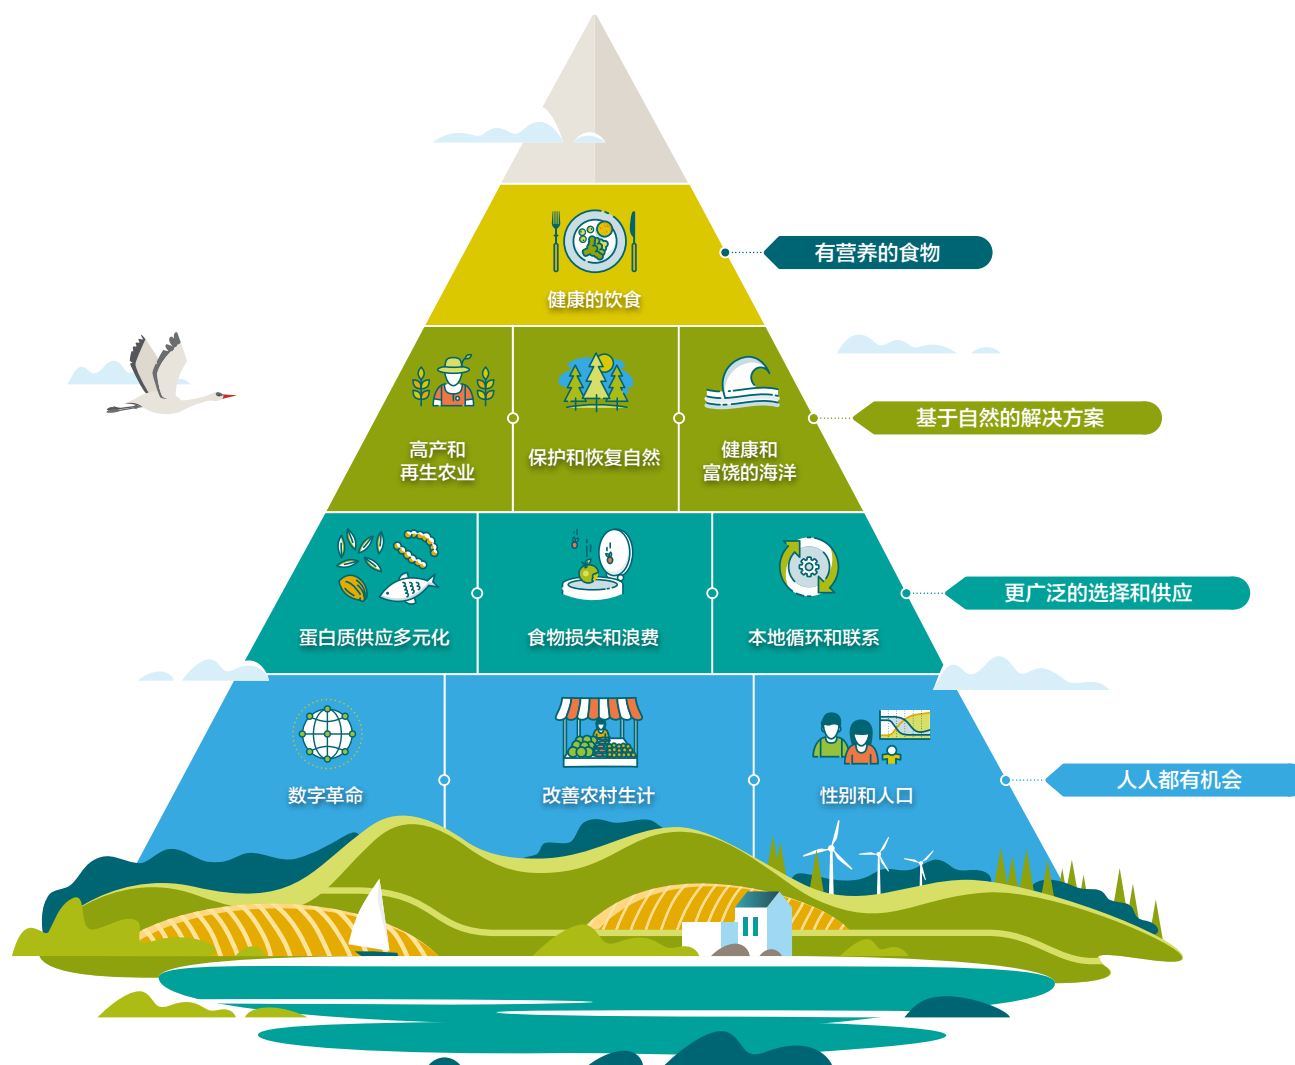 健康的饮食
有营养的食物
高产和
再生农业
保护和恢复自然
健康和
富饶的海洋
基于自然的解决方案
蛋白质供应多元化
食物损失和浪费
本地循环和联系
更广泛的选择和供应
数字革命
改善农村生计
性别和人口
人人都有机会